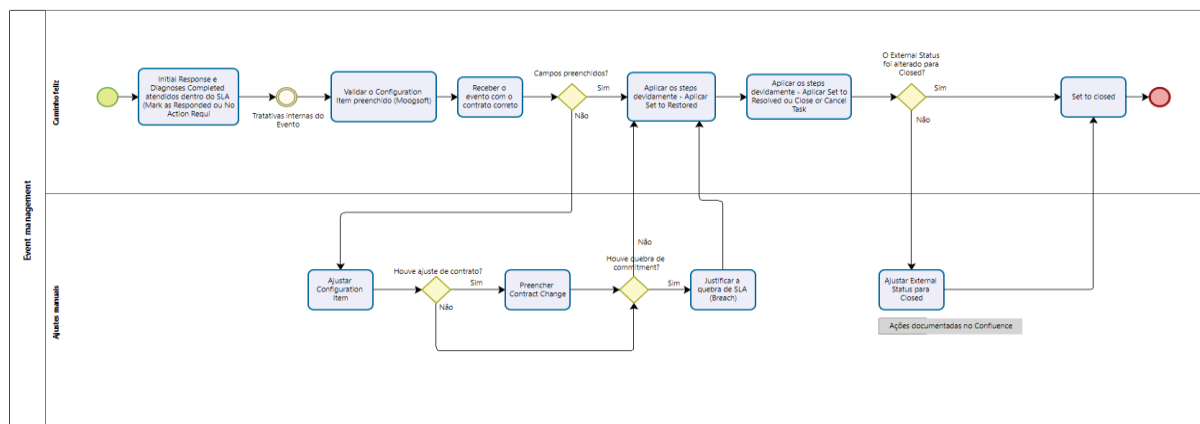 Event management
Caminho feliz
Initial Response e
Diagnoses Completed
atendidos dentro do SLA
(Mark as Responded ou No
Action Requi
Tratativas internas do
Evento
Validar o Configuration
Item preenchido (Moogsoft)
Receber o
evento com o
contrato correto
Campos preenchidos?
Sim
Não
Aplicar os steps
devidamente - Aplicar
Set to Restored
Aplicar os steps
devidamente - Aplicar Set to
Resolved ou Close or Cancel
Task
O External Status
foi alterado para
Closed?
Sim
Não
Set to closed
Ajustes manuais
Ajustar
Configuration
Item
Houve ajuste de contrato?
Sim
Não
Preencher
Contract Change
Não
Houve quebra de
commitment?
Sim
Justificar a
quebra de SLA
(Breach)
Ajustar External
Status para
Closed
Ações documentadas no Confluence